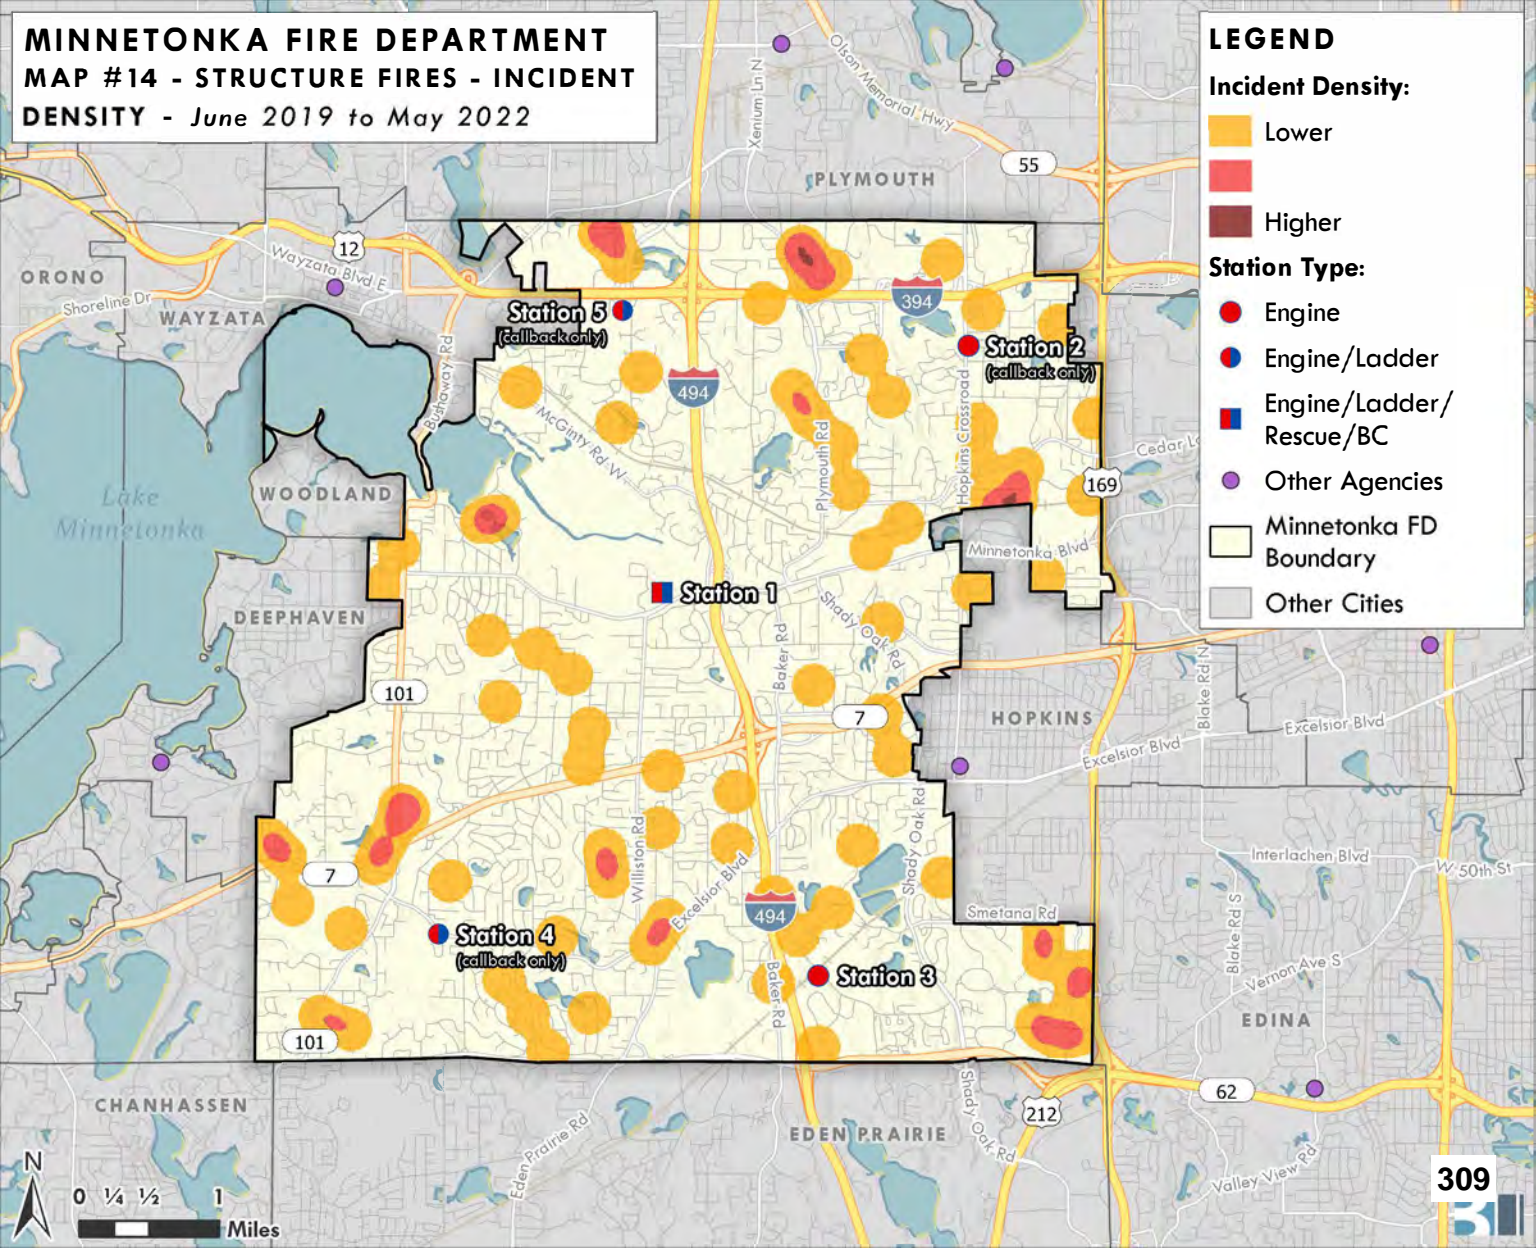 MINNETONKA FIRE DEPARTMENT
MAP #14 - STRUCTURE FIRES - INCIDENT
DENSITY - June 2019 to May 2022
LEGEND
Incident Density:
Lower
Higher
Station Type:
Engine
Engine/Ladder
Engine/Ladder/
Rescue/BC
Other Agencies
Minnetonka FD
Boundary
Other Cities
Xenium Ln N
Olson Memorial Hwy
55
PLYMOUTH
12
Wayzata Blvd E
ORONO
Shoreline Dr
WAYZATA
Bushaway Rd
394
Station 5
(callback only)
Station 2
(callback only)
494
McGinty Rd W
Plymouth Rd
Hopkins Crossroad
Cedar L
169
WOODLAND
Lake
Minnetonka
Minnetonka Blvd
Station 1
DEEPHAVEN
Shady Oak Rd
Baker Rd
Blake Rd N
101
7
HOPKINS
Excelsior Blvd
Excelsior Blvd
Williston Rd
Shady Oak Rd
Excelsior Blvd
Interlachen Blvd
W 50th St
7
494
Smetana Rd
Blake Rd S
Station 4
(callback only)
Station 3
Vernon Ave S
Baker Rd
EDINA
101
CHANHASSEN
62
212
Shady Oak Rd
EDEN PRAIRIE
Eden Prairie Rd
Valley View Rd
N
0 ¼ ½ 1
Miles
309